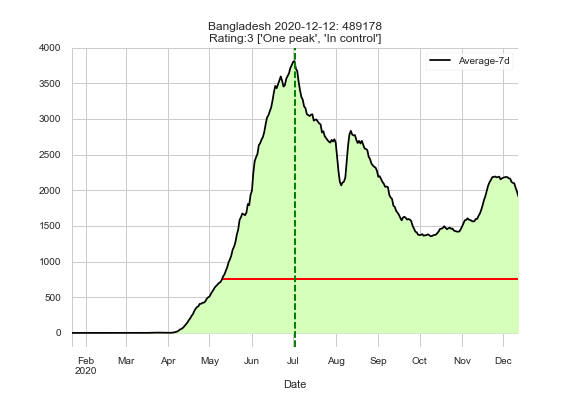 Bangladesh 2020-12-12: 489178
Rating:3 ['One peak', 'In control']
Average-7d
4000
3500
3000
2500
2000
1500
1000
500
0
Feb Mar Apr May Jun Jul Aug Sep Oct Nov Dec
2020
Date